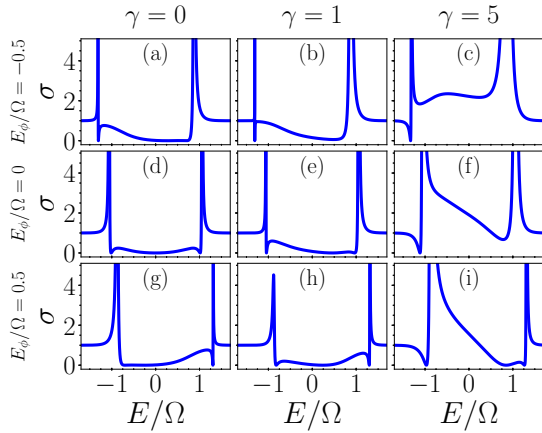 γ = 0 γ = 1 γ = 5
E_ϕ/Ω = −0.5 σ 4 2 0 (a) (b) (c)
E_ϕ/Ω = 0 σ 4 2 0 (d) (e) (f)
E_ϕ/Ω = 0.5 σ 4 2 0 (g) (h) (i)
−1 0 1 −1 0 1 −1 0 1
E/Ω E/Ω E/Ω